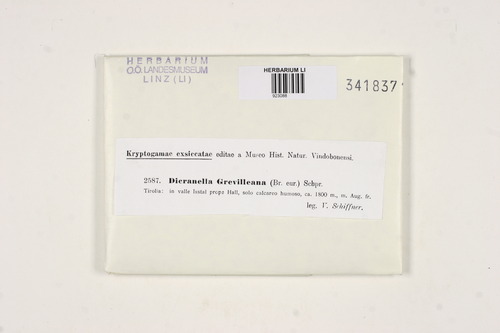 HERBARIUM
O.Ö. LANDESMUSEUM
LINZ (LI)
HERBARIUM LI
341837
Kryptogamae exsiccatae editae a Museo Hist. Natur. Vindobonensi.
2587. Dicranella Grevilleana (Br. eur.) Schpr.
Tirolia: in valle Isstal prope Hall, solo calcareo humoso, ca. 1800 m., m. Aug. fr.
leg. V. Schiffner.